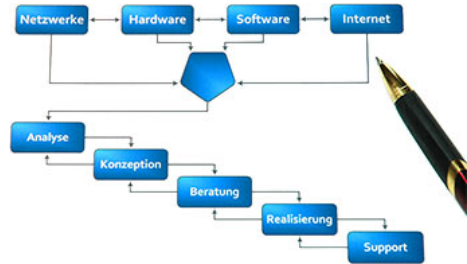 Netzwerke
Hardware
Software
Internet
Analyse
Konzeption
Beratung
Realisierung
Support